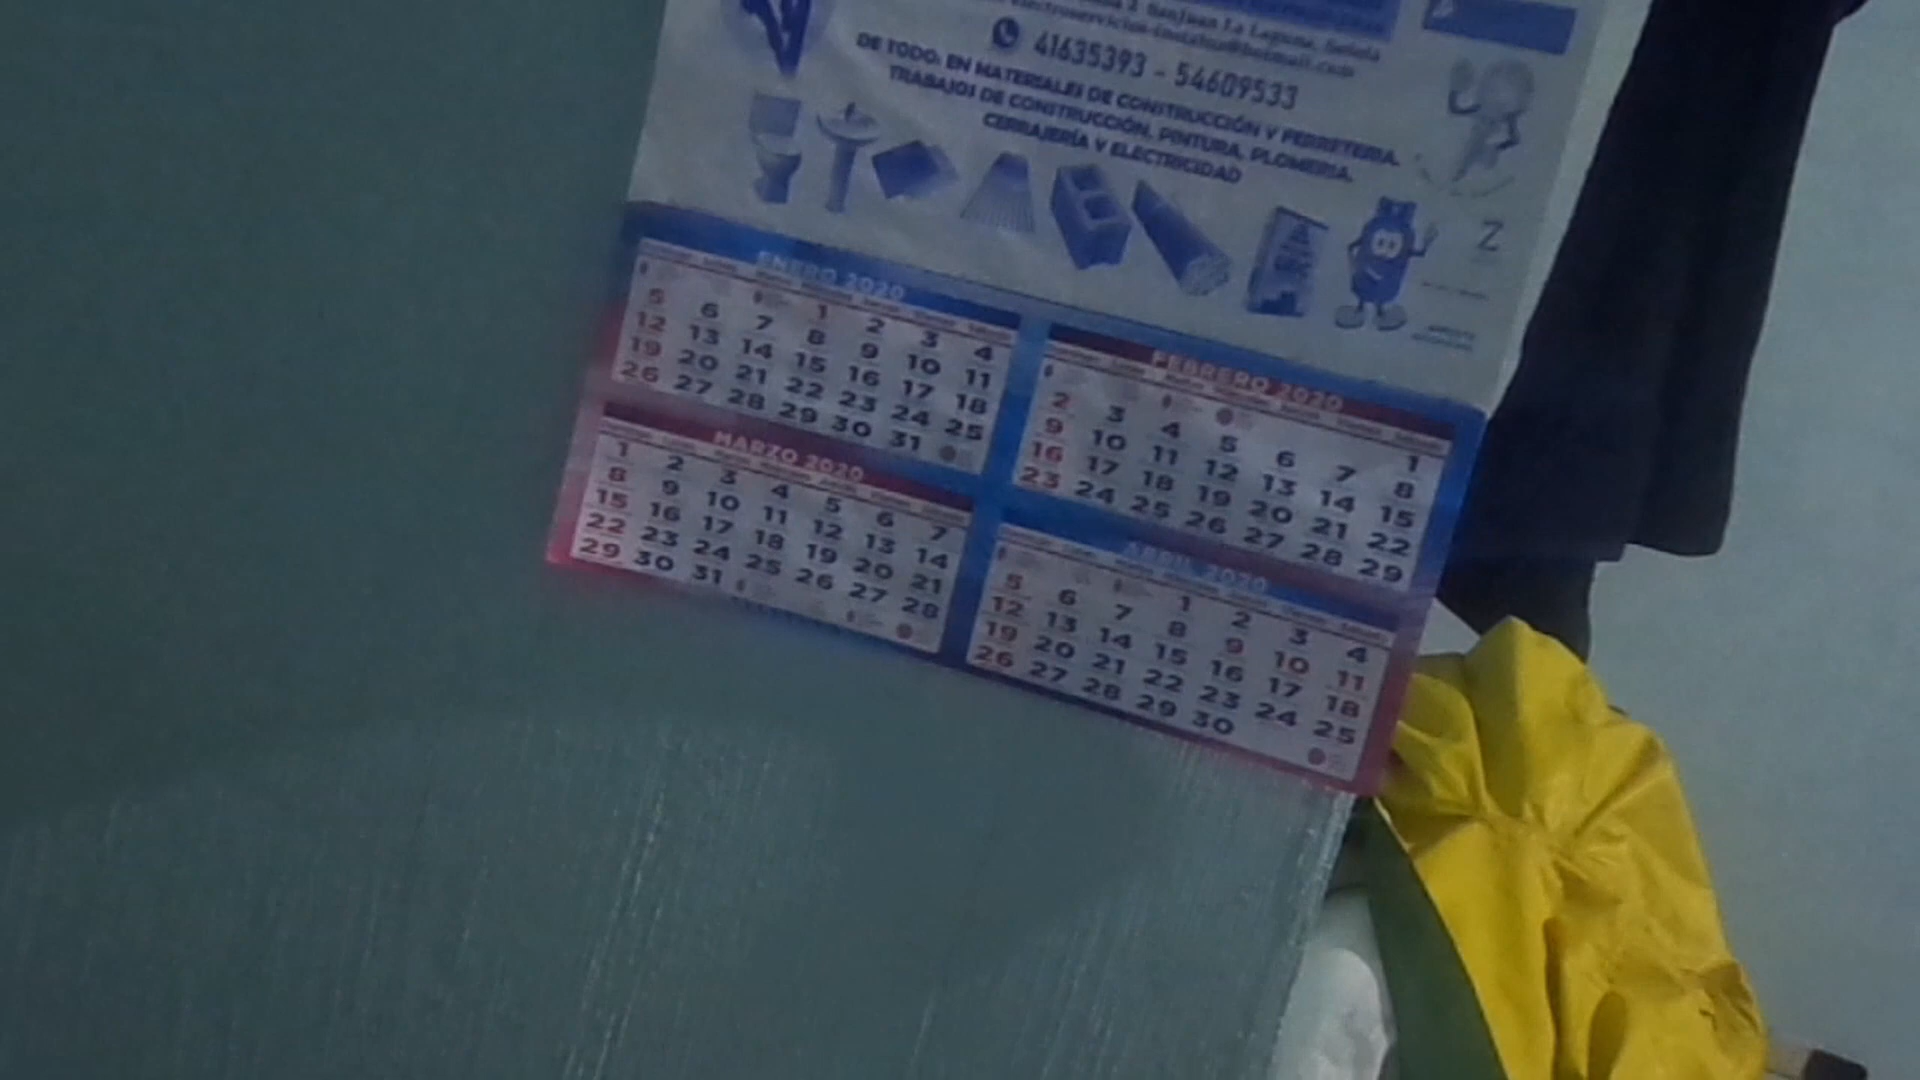 Sanjuan La Laguna, Sololá
41635393 - 54609533
DE TODO: EN MATERIALES DE CONSTRUCCIÓN Y FERRETERIA.
TRABAJOS DE CONSTRUCCIÓN, PINTURA, PLOMERIA,
CERRAJERÍA Y ELECTRICIDAD
Z
ENERO 2020
1 2 3 4
5 6 7 8 9 10 11
12 13 14 15 16 17 18
19 20 21 22 23 24 25
26 27 28 29 30 31
FEBRERO 2020
1
2 3 4 5 6 7 8
9 10 11 12 13 14 15
16 17 18 19 20 21 22
23 24 25 26 27 28 29
MARZO 2020
1 2 3 4 5 6 7
8 9 10 11 12 13 14
15 16 17 18 19 20 21
22 23 24 25 26 27 28
29 30 31
ABRIL 2020
1 2 3 4
5 6 7 8 9 10 11
12 13 14 15 16 17 18
19 20 21 22 23 24 25
26 27 28 29 30